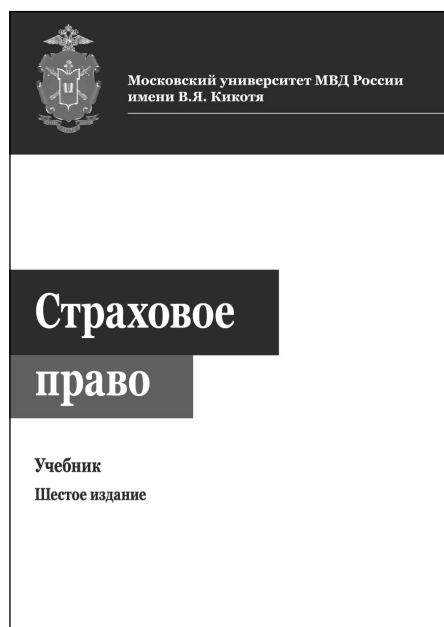 Московский университет МВД России
имени В.Я. Кикотя
Страховое
право
Учебник
Шестое издание